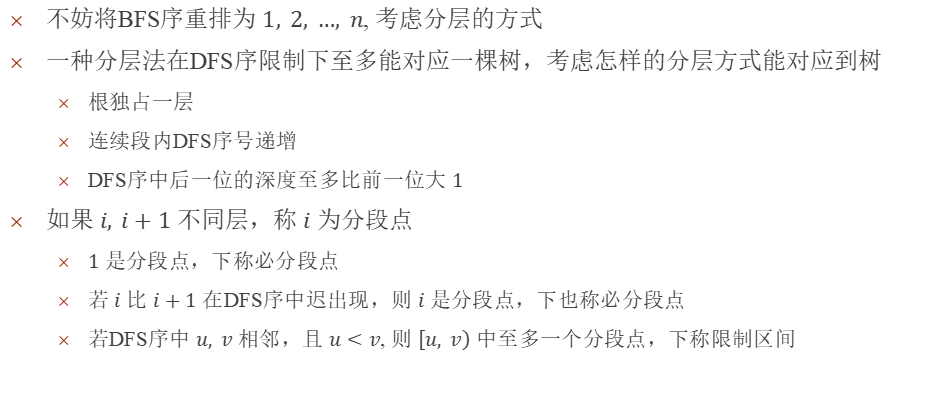 × 不妨将BFS序重排为 1, 2, …, n, 考虑分层的方式
× 一种分层法在DFS序限制下至多能对应一棵树，考虑怎样的分层方式能对应到树
× 根独占一层
× 连续段内DFS序号递增
× DFS序中后一位的深度至多比前一位大 1
× 如果 i, i + 1 不同层，称 i 为分段点
× 1 是分段点，下称必分段点
× 若 i 比 i + 1 在DFS序中迟出现，则 i 是分段点，下也称必分段点
× 若DFS序中 u, v 相邻，且 u < v, 则 [u, v) 中至多一个分段点，下称限制区间